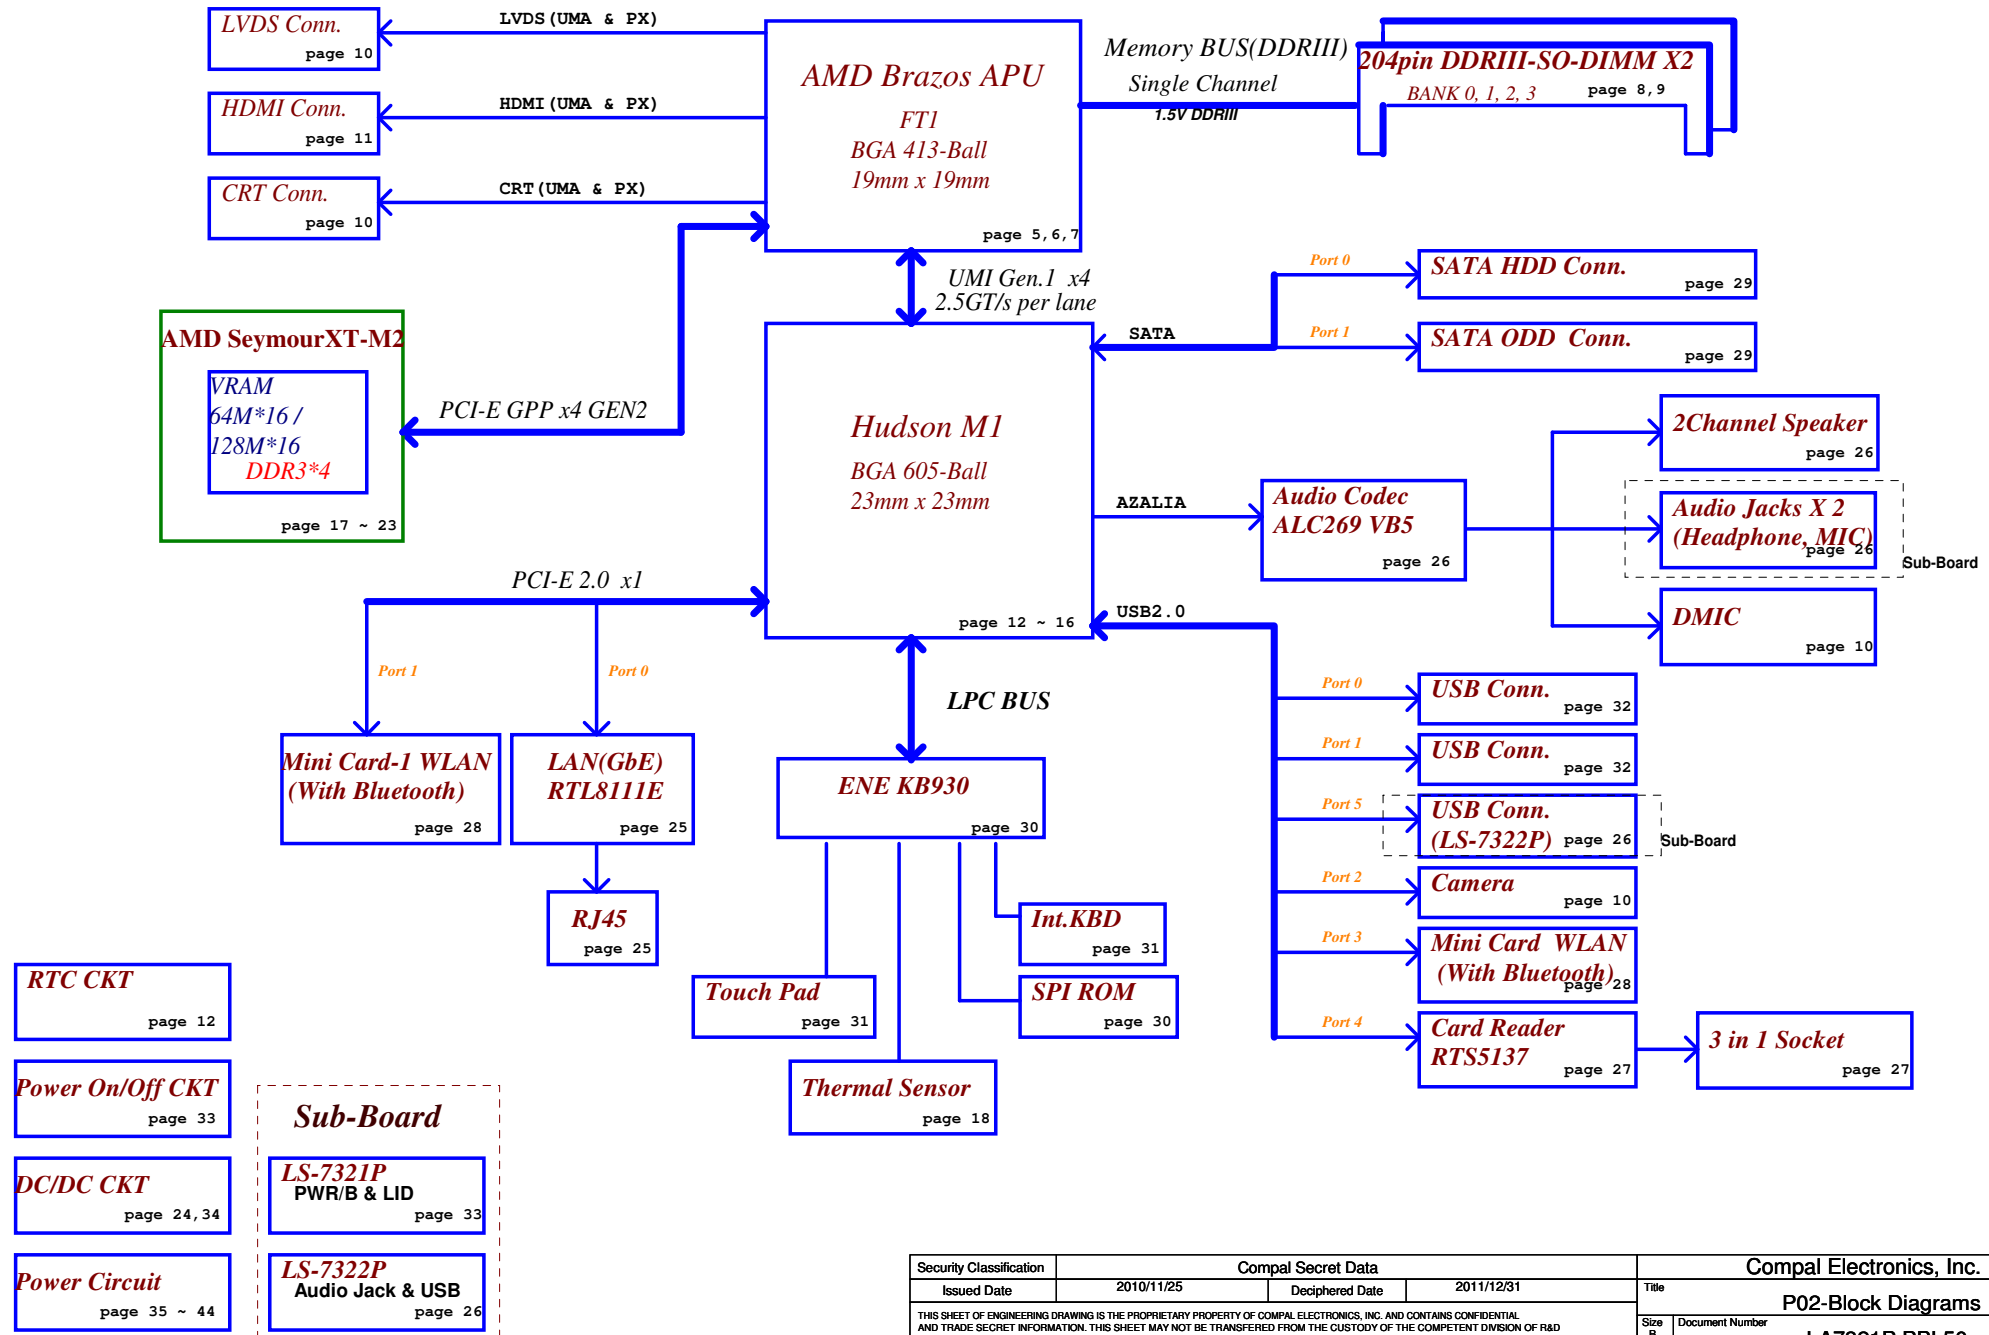 LVDS Conn.
page 10
LVDS(UMA & PX)
HDMI Conn.
page 11
HDMI(UMA & PX)
CRT Conn.
page 10
CRT(UMA & PX)
AMD Brazos APU
FT1
BGA 413-Ball
19mm x 19mm
page 5,6,7
Memory BUS(DDRIII)
Single Channel
1.5V DDRIII
204pin DDRIII-SO-DIMM X2
BANK 0, 1, 2, 3
page 8,9
UMI Gen.1 x4
2.5GT/s per lane
AMD SeymourXT-M2
VRAM
64M*16 /
128M*16
DDR3*4
page 17 ~ 23
PCI-E GPP x4 GEN2
Hudson M1
BGA 605-Ball
23mm x 23mm
page 12 ~ 16
SATA
Port 0
SATA HDD Conn.
page 29
Port 1
SATA ODD Conn.
page 29
AZALIA
Audio Codec
ALC269 VB5
page 26
2Channel Speaker
page 26
Audio Jacks X 2
(Headphone, MIC)
page 26
Sub-Board
DMIC
page 10
PCI-E 2.0 x1
Port 1
Port 0
Mini Card-1 WLAN
(With Bluetooth)
page 28
LAN(GbE)
RTL8111E
page 25
RJ45
page 25
LPC BUS
ENE KB930
page 30
Int.KBD
page 31
Touch Pad
page 31
SPI ROM
page 30
Thermal Sensor
page 18
USB2.0
Port 0
USB Conn.
page 32
Port 1
USB Conn.
page 32
Port 5
USB Conn.
(LS-7322P)
page 26
Sub-Board
Port 2
Camera
page 10
Port 3
Mini Card WLAN
(With Bluetooth)
page 28
Port 4
Card Reader
RTS5137
page 27
3 in 1 Socket
page 27
RTC CKT
page 12
Power On/Off CKT
page 33
DC/DC CKT
page 24,34
Power Circuit
page 35 ~ 44
Sub-Board
LS-7321P
PWR/B & LID
page 33
LS-7322P
Audio Jack & USB
page 26
Security Classification
Compal Secret Data
Issued Date
2010/11/25
Deciphered Date
2011/12/31
THIS SHEET OF ENGINEERING DRAWING IS THE PROPRIETARY PROPERTY OF COMPAL ELECTRONICS, INC. AND CONTAINS CONFIDENTIAL
AND TRADE SECRET INFORMATION. THIS SHEET MAY NOT BE TRANSFERED FROM THE CUSTODY OF THE COMPETENT DIVISION OF R&D
Compal Electronics, Inc.
Title
P02-Block Diagrams
Size
Document Number